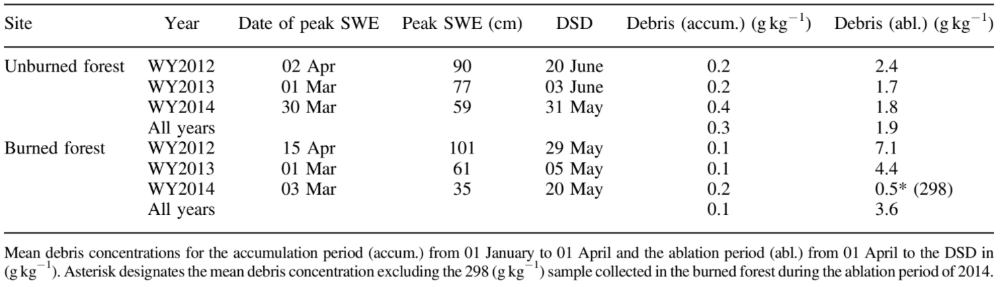 Site Year Date of peak SWE Peak SWE (cm) DSD Debris (accum.) (g kg⁻¹) Debris (abl.) (g kg⁻¹)
Unburned forest WY2012 02 Apr 90 20 June 0.2 2.4
WY2013 01 Mar 77 03 June 0.2 1.7
WY2014 30 Mar 59 31 May 0.4 1.8
All years 0.3 1.9
Burned forest WY2012 15 Apr 101 29 May 0.1 7.1
WY2013 01 Mar 61 05 May 0.1 4.4
WY2014 03 Mar 35 20 May 0.2 0.5* (298)
All years 0.1 3.6
Mean debris concentrations for the accumulation period (accum.) from 01 January to 01 April and the ablation period (abl.) from 01 April to the DSD in
(g kg⁻¹). Asterisk designates the mean debris concentration excluding the 298 (g kg⁻¹) sample collected in the burned forest during the ablation period of 2014.